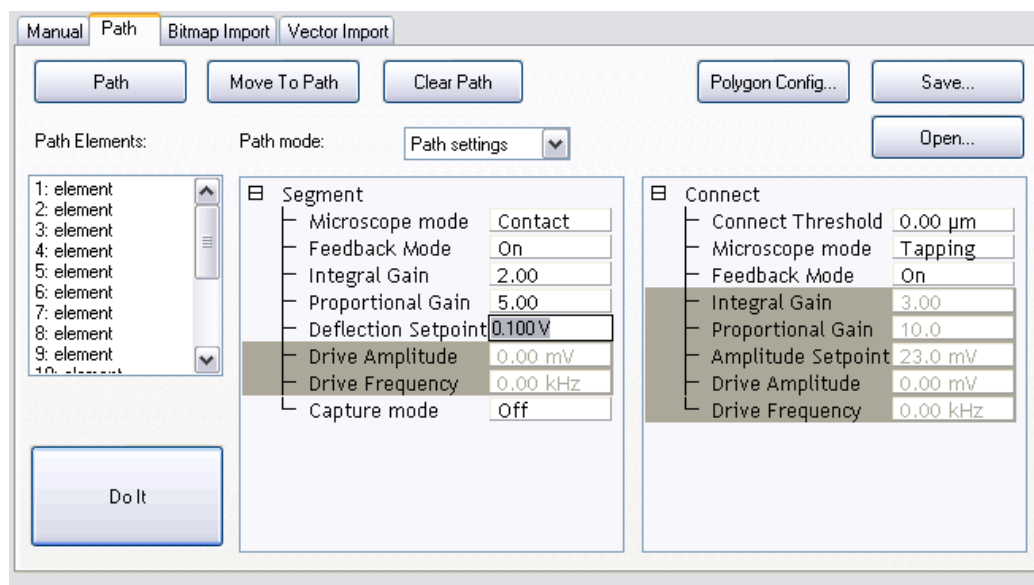 Manual Path Bitmap Import Vector Import
Path Move To Path Clear Path Polygon Config... Save...
Open...
Path Elements: Path mode: Path settings
1: element
2: element
3: element
4: element
5: element
6: element
7: element
8: element
9: element
Do It
Segment
Microscope mode Contact
Feedback Mode On
Integral Gain 2.00
Proportional Gain 5.00
Deflection Setpoint 0.100 V
Drive Amplitude 0.00 mV
Drive Frequency 0.00 kHz
Capture mode Off
Connect
Connect Threshold 0.00 µm
Microscope mode Tapping
Feedback Mode On
Integral Gain 3.00
Proportional Gain 10.0
Amplitude Setpoint 23.0 mV
Drive Amplitude 0.00 mV
Drive Frequency 0.00 kHz